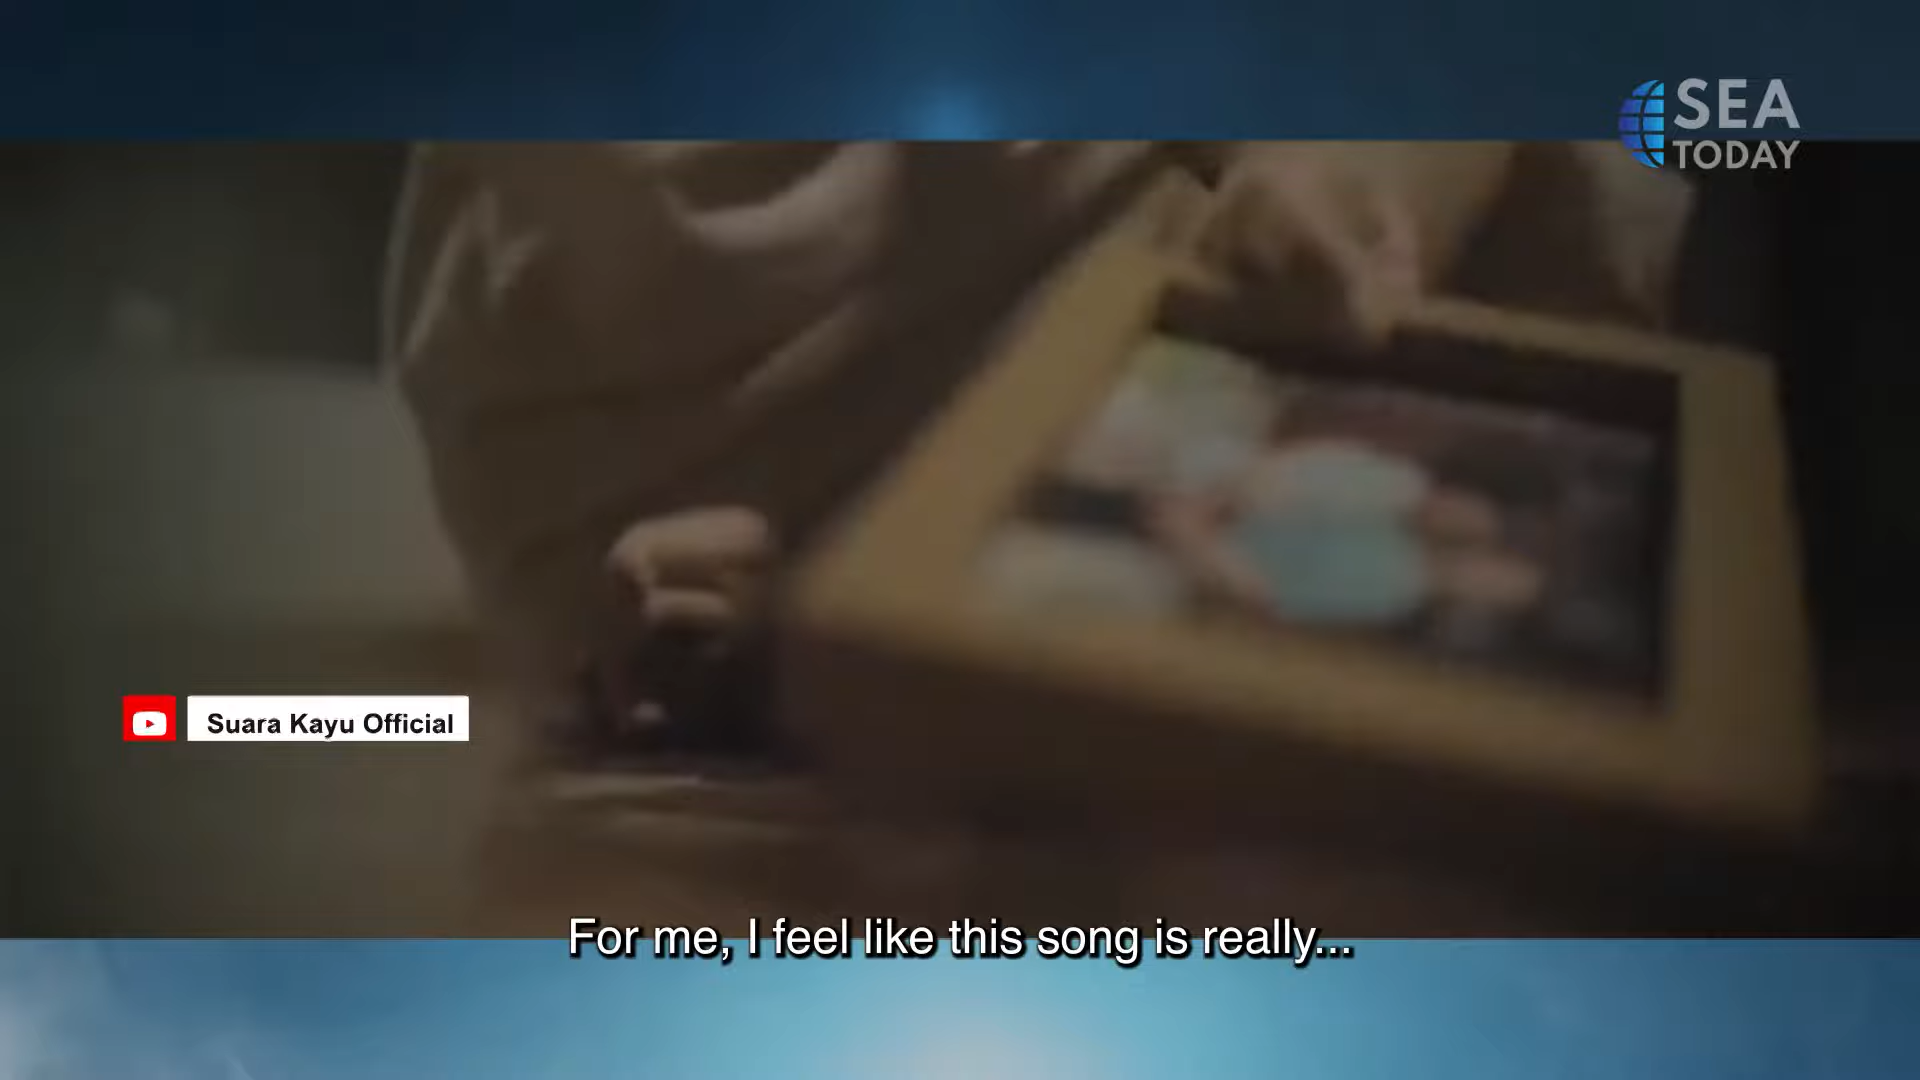 SEA
TODAY
Suara Kayu Official
For me, I feel like this song is really...